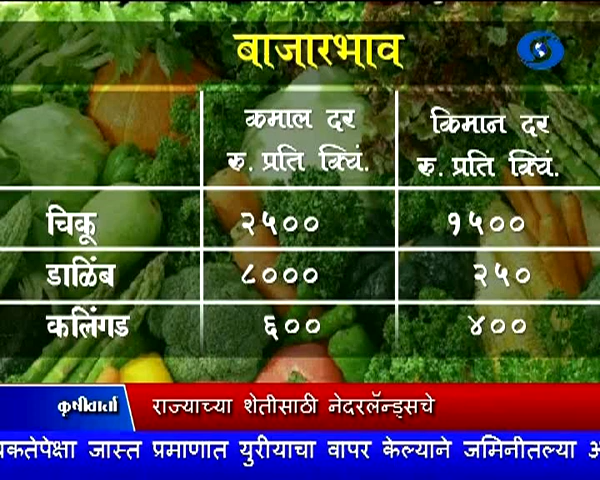 बाजारभाव
कमाल दर किमान दर
रु. प्रति क्विं. रु. प्रति क्विं.
चिकू २५०० १५००
डाळिंब ८००० २५०
कलिंगड ६०० ४००
कृषीवार्ता राज्याच्या शेतीसाठी नेदरलॅन्ड्सचे
जास्त प्रमाणात युरीयाचा वापर केल्याने जमिनीतल्या